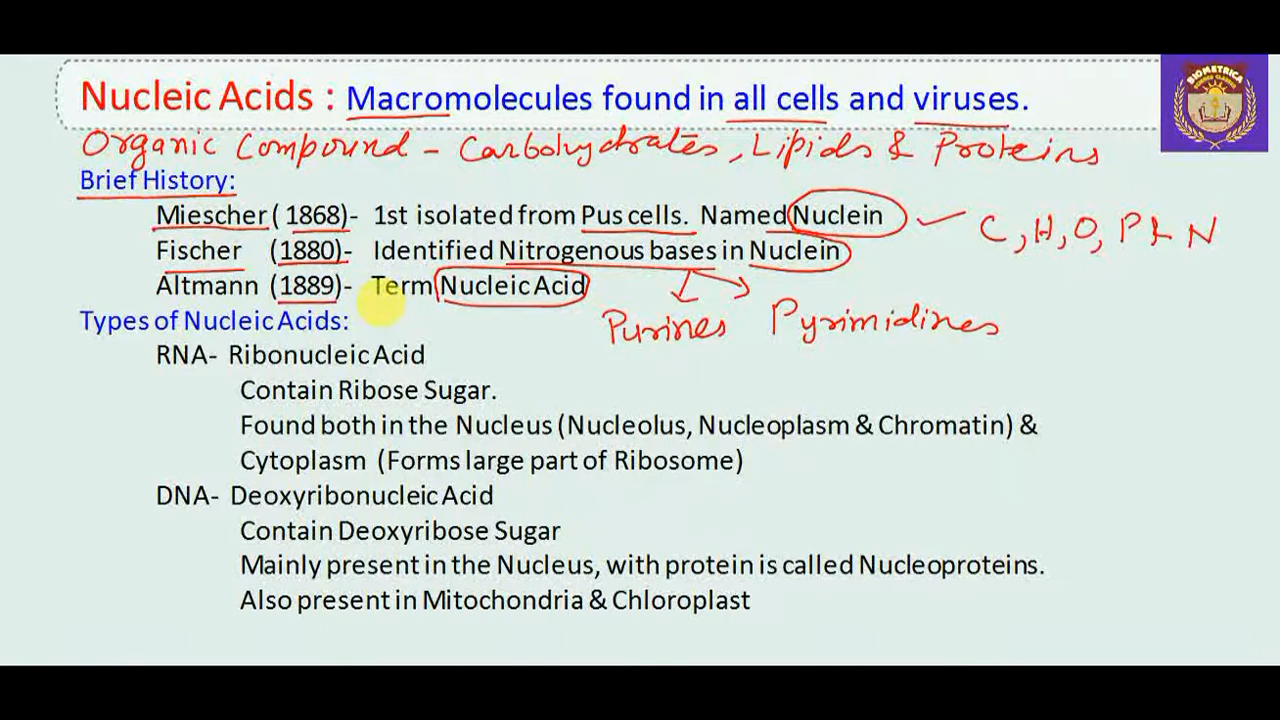 Nucleic Acids : Macromolecules found in all cells and viruses.
BIOMETRICA
Organic Compound - Carbohydrates, Lipids & Proteins
Brief History:
Miescher ( 1868)- 1st isolated from Pus cells. Named Nuclein C, H, O, P & N
Fischer (1880)- Identified Nitrogenous bases in Nuclein
Altmann (1889)- Term Nucleic Acid
Purines Pyrimidines
Types of Nucleic Acids:
RNA- Ribonucleic Acid
Contain Ribose Sugar.
Found both in the Nucleus (Nucleolus, Nucleoplasm & Chromatin) &
Cytoplasm (Forms large part of Ribosome)
DNA- Deoxyribonucleic Acid
Contain Deoxyribose Sugar
Mainly present in the Nucleus, with protein is called Nucleoproteins.
Also present in Mitochondria & Chloroplast